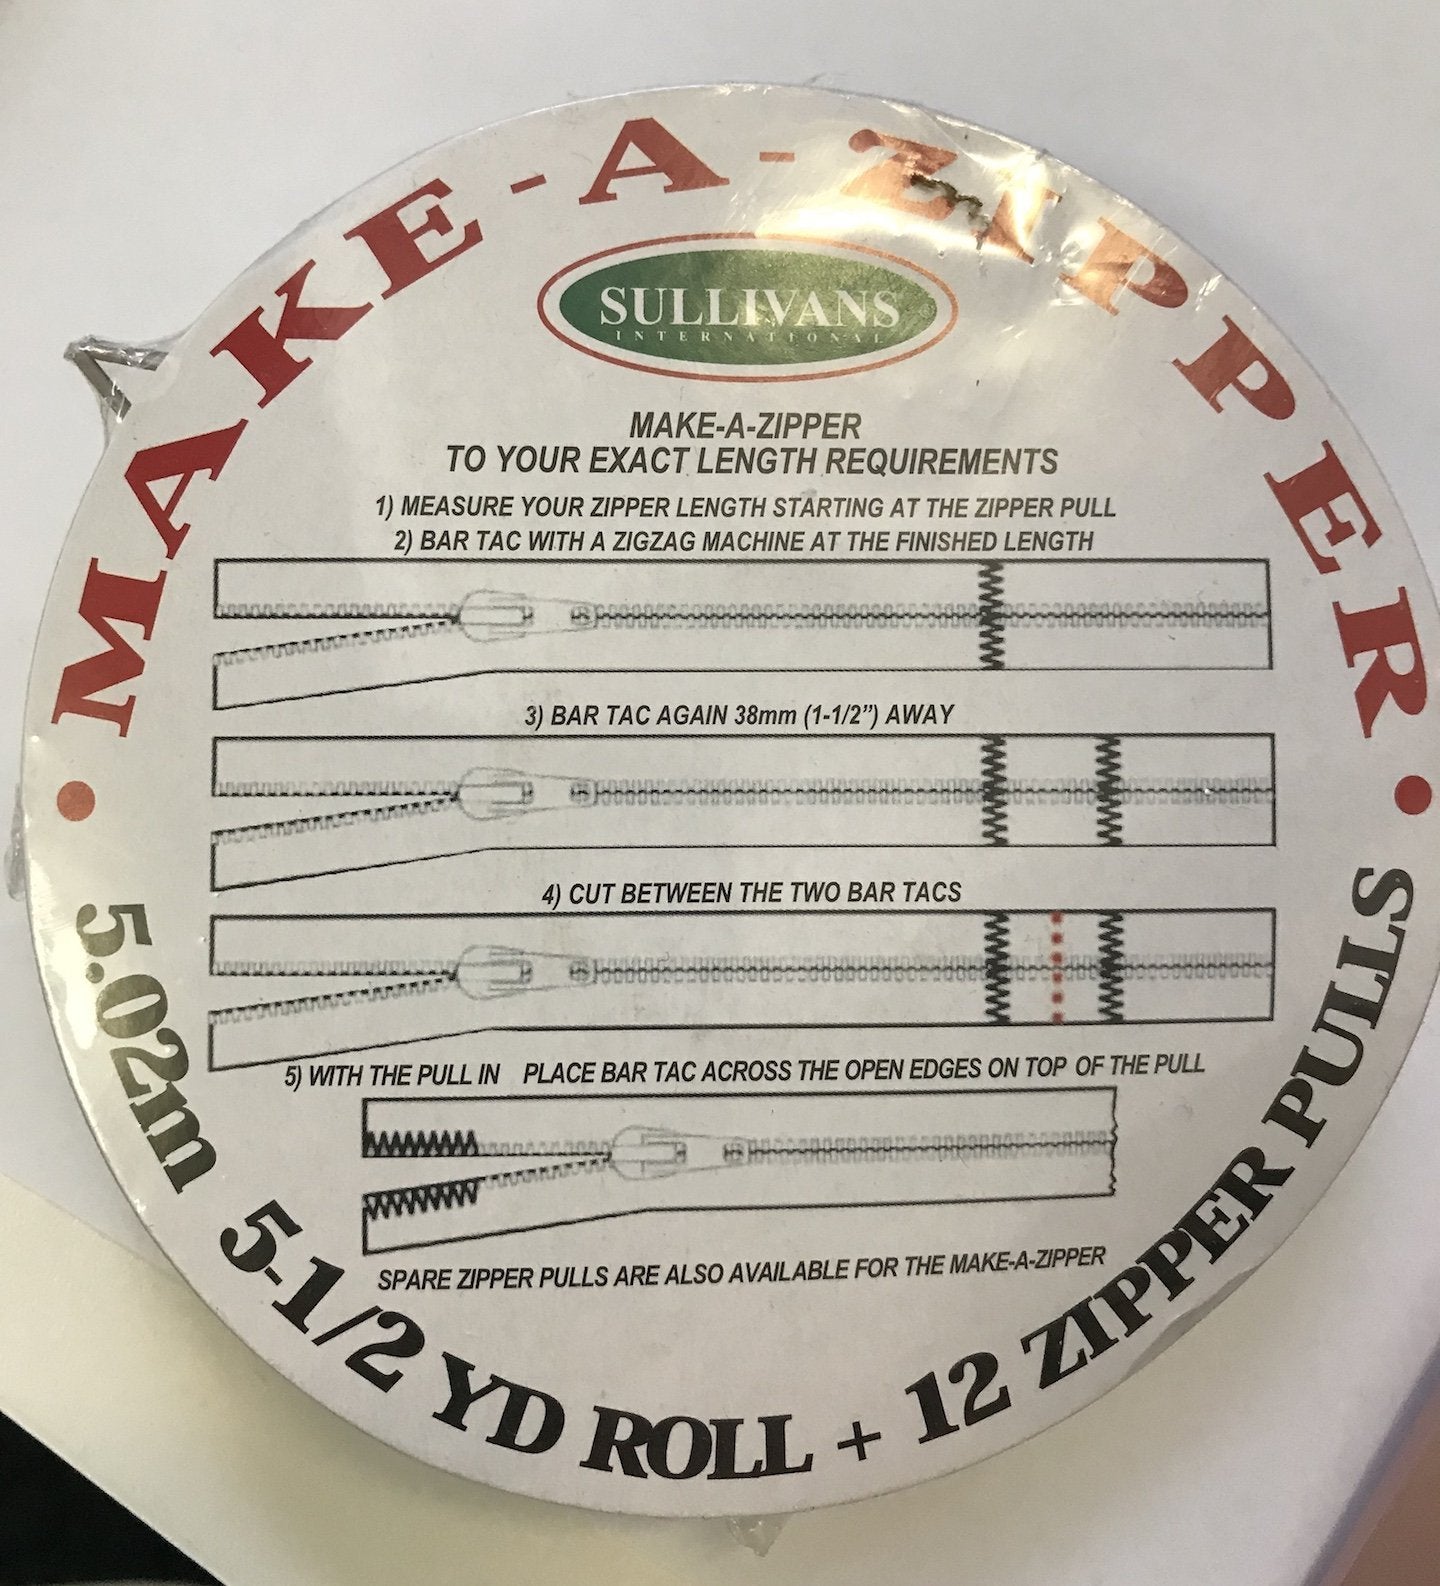 MAKE-A-ZIPPER
SULLIVANS
INTERNATIONAL
MAKE-A-ZIPPER
TO YOUR EXACT LENGTH REQUIREMENTS
1) MEASURE YOUR ZIPPER LENGTH STARTING AT THE ZIPPER PULL
2) BAR TAC WITH A ZIGZAG MACHINE AT THE FINISHED LENGTH
3) BAR TAC AGAIN 38mm (1-1/2") AWAY
4) CUT BETWEEN THE TWO BAR TACS
5) WITH THE PULL IN PLACE BAR TAC ACROSS THE OPEN EDGES ON TOP OF THE PULL
SPARE ZIPPER PULLS ARE ALSO AVAILABLE FOR THE MAKE-A-ZIPPER
5.02m 5-1/2 YD ROLL + 12 ZIPPER PULLS